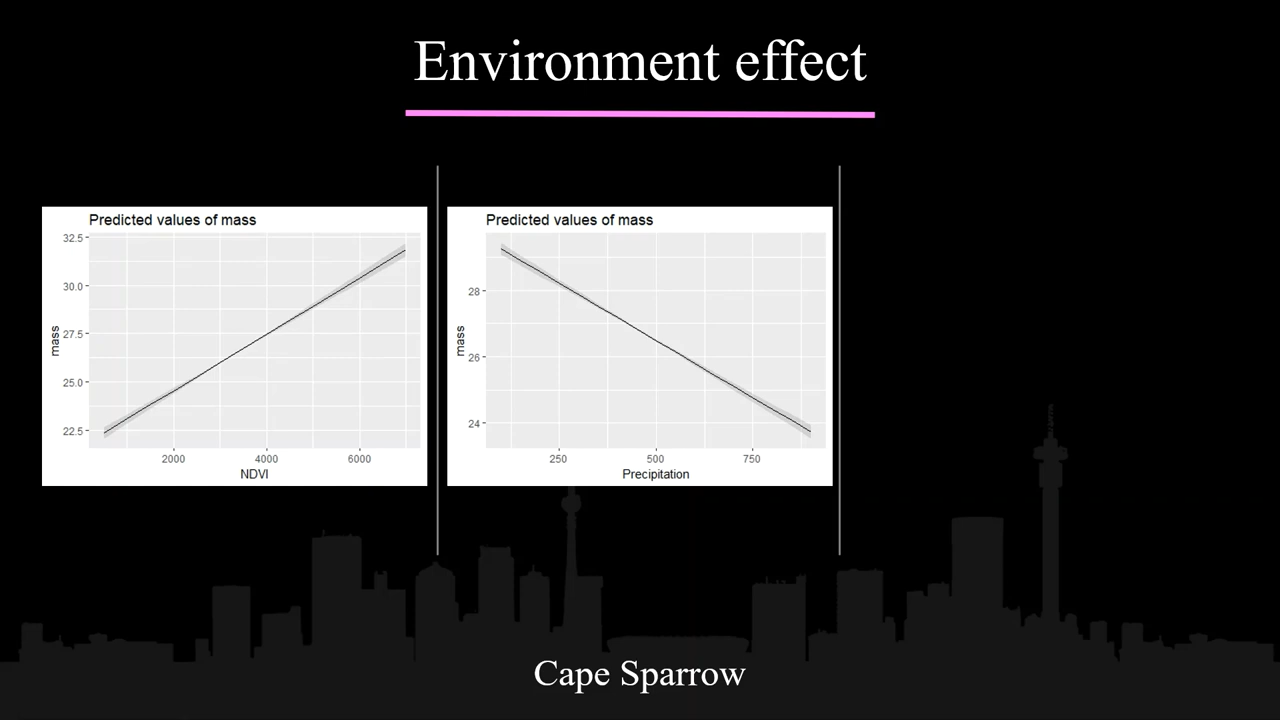 Environment effect
Predicted values of mass
32.5
30.0
27.5
25.0
22.5
mass
2000 4000 6000
NDVI
Predicted values of mass
28
26
24
mass
250 500 750
Precipitation
Cape Sparrow